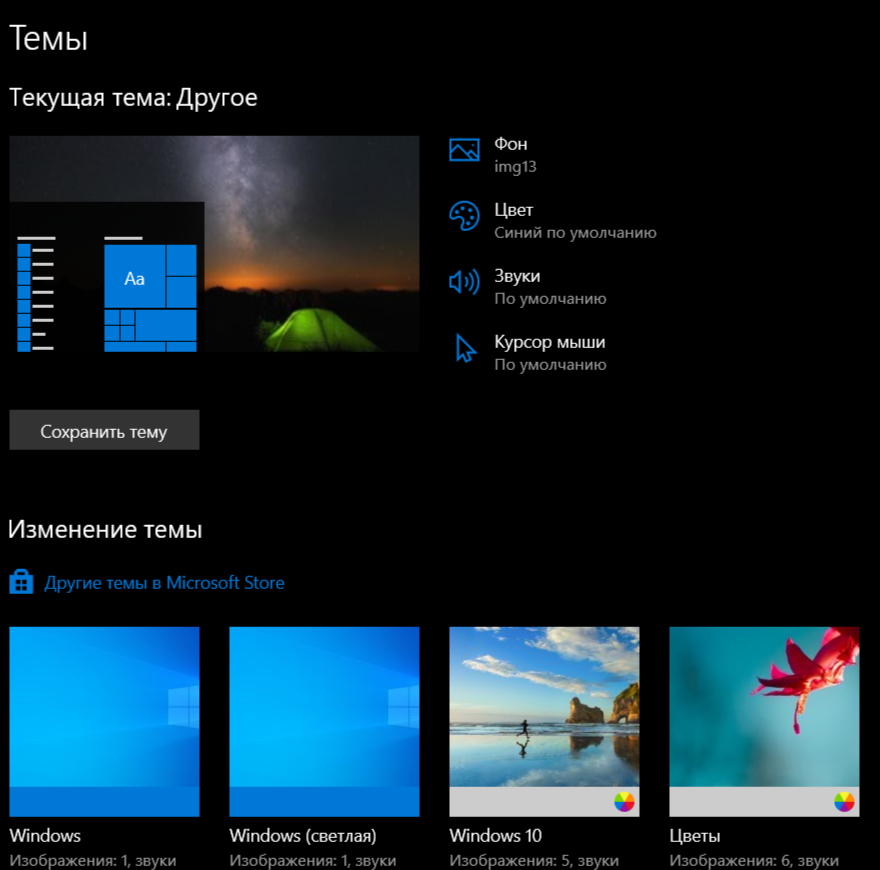 Темы
Текущая тема: Другое
Aa
Фон
img13
Цвет
Синий по умолчанию
Звуки
По умолчанию
Курсор мыши
По умолчанию
Сохранить тему
Изменение темы
Другие темы в Microsoft Store
Windows
Изображения: 1, звуки
Windows (светлая)
Изображения: 1, звуки
Windows 10
Изображения: 5, звуки
Цветы
Изображения: 6, звуки